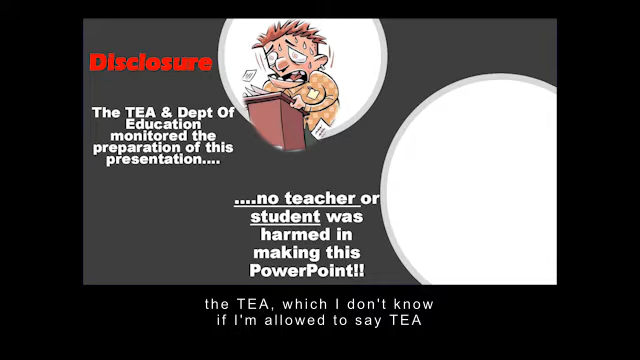 Disclosure
The TEA & Dept Of
Education
monitored the
preparation of this
presentation....
....no teacher or
student was
harmed in
making this
PowerPoint!!
the TEA, which I don't know
if I'm allowed to say TEA